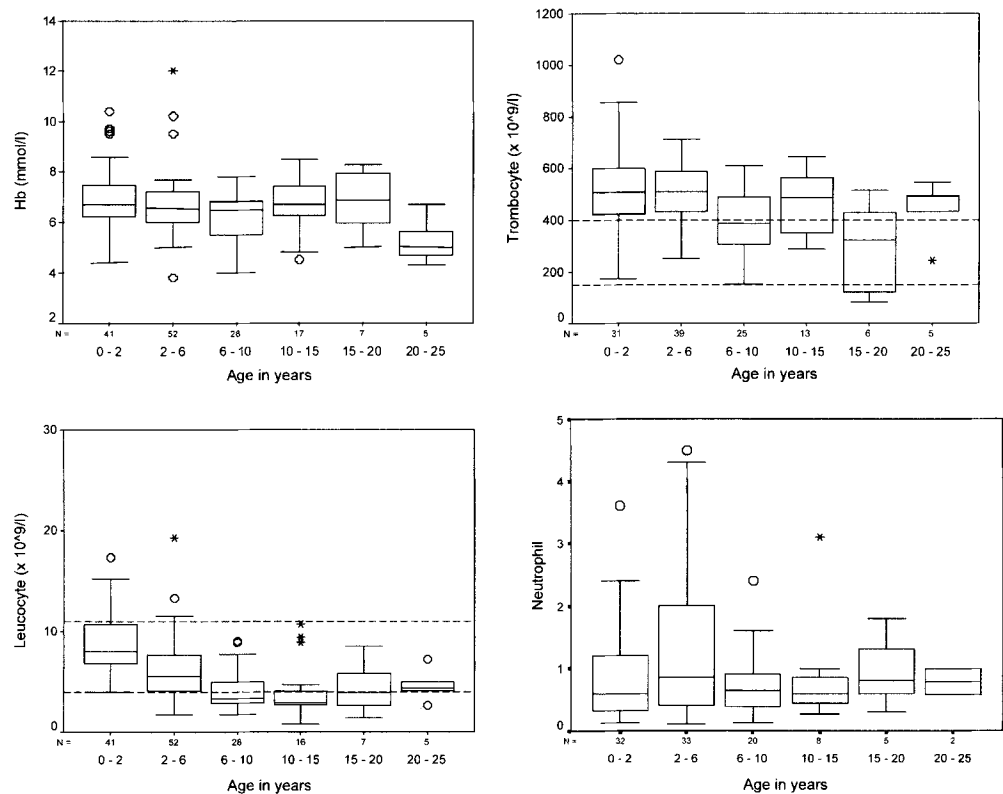 14
12
10
8
6
4
2
Hb (mmol/l)
N = 41 52 26 17 7 5
0 - 2 2 - 6 6 - 10 10 - 15 15 - 20 20 - 25
Age in years
1200
1000
800
600
400
200
0
Trombocyte (x 10^9/l)
N = 31 39 25 13 6 5
0 - 2 2 - 6 6 - 10 10 - 15 15 - 20 20 - 25
Age in years
30
20
10
0
Leucocyte (x 10^9/l)
N = 41 52 26 16 7 5
0 - 2 2 - 6 6 - 10 10 - 15 15 - 20 20 - 25
Age in years
5
4
3
2
1
0
Neutrophil
N = 32 33 20 8 5 2
0 - 2 2 - 6 6 - 10 10 - 15 15 - 20 20 - 25
Age in years